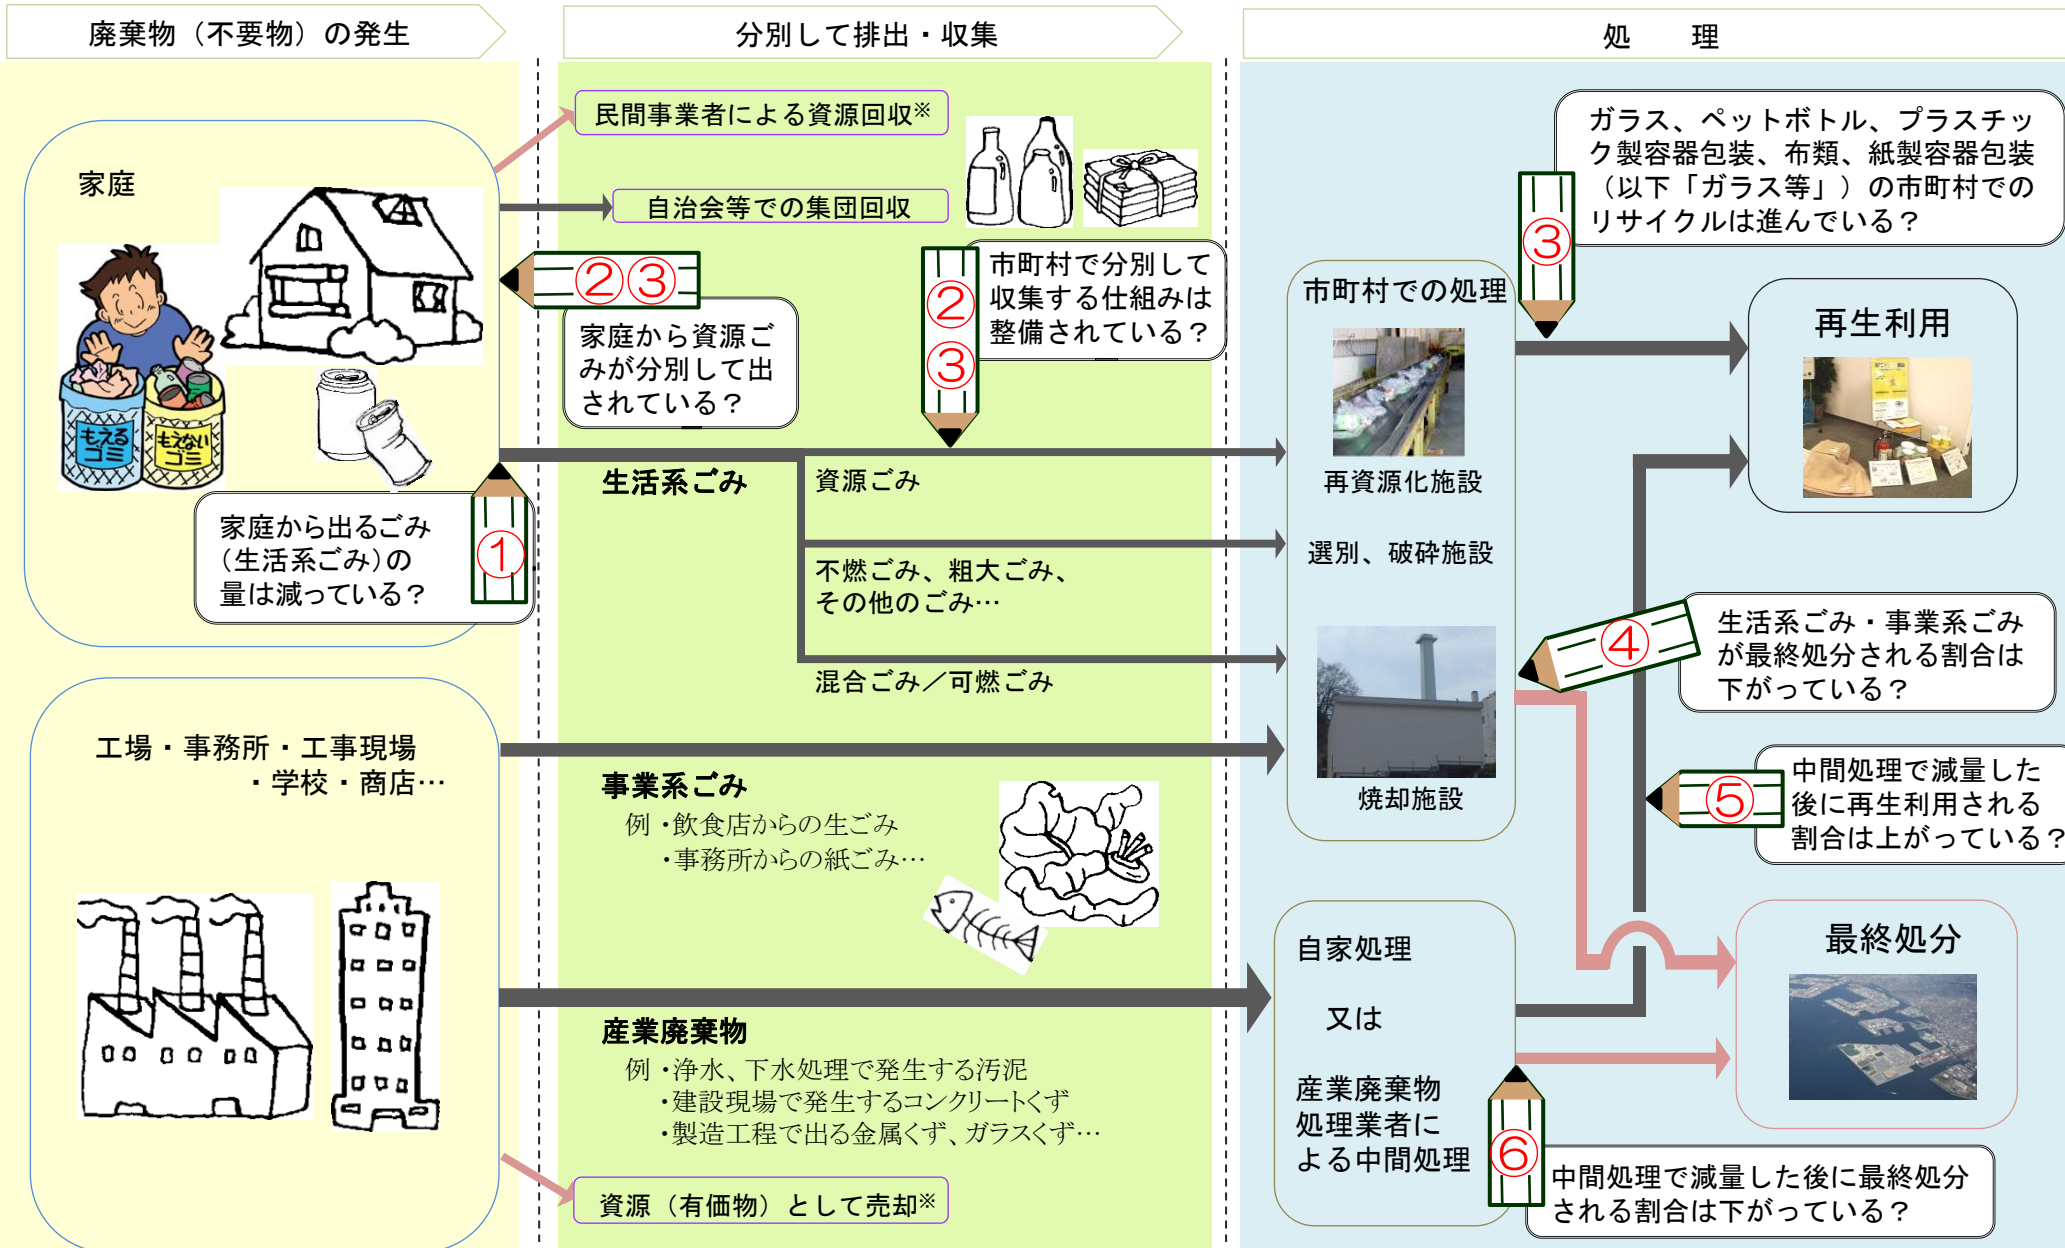 廃棄物（不要物）の発生
分別して排出・収集
処　　理
家庭
もえる
ゴミ
もえない
ゴミ
家庭から出るごみ
（生活系ごみ）の
量は減っている？
①
工場・事務所・工事現場
・学校・商店…
民間事業者による資源回収※
自治会等での集団回収
②③
家庭から資源ご
みが分別して出
されている？
②
③
市町村で分別して
収集する仕組みは
整備されている？
生活系ごみ
資源ごみ
不燃ごみ、粗大ごみ、
その他のごみ…
混合ごみ／可燃ごみ
事業系ごみ
例 ・飲食店からの生ごみ
・事務所からの紙ごみ…
産業廃棄物
例 ・浄水、下水処理で発生する汚泥
・建設現場で発生するコンクリートくず
・製造工程で出る金属くず、ガラスくず…
資源（有価物）として売却※
ガラス、ペットボトル、プラスチッ
ク製容器包装、布類、紙製容器包装
（以下「ガラス等」）の市町村での
リサイクルは進んでいる？
③
市町村での処理
再資源化施設
選別、破砕施設
焼却施設
再生利用
④
生活系ごみ・事業系ごみ
が最終処分される割合は
下がっている？
⑤
中間処理で減量した
後に再生利用される
割合は上がっている？
自家処理
又は
産業廃棄物
処理業者に
よる中間処理
最終処分
⑥
中間処理で減量した後に最終処分
される割合は下がっている？